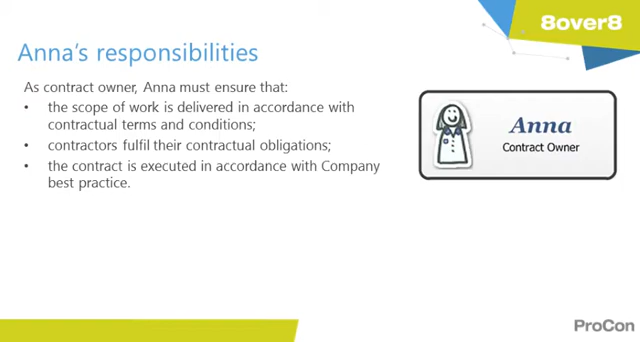 8over8
Anna's responsibilities
As contract owner, Anna must ensure that:
• the scope of work is delivered in accordance with
contractual terms and conditions;
• contractors fulfil their contractual obligations;
• the contract is executed in accordance with Company
best practice.
Anna
Contract Owner
ProCon